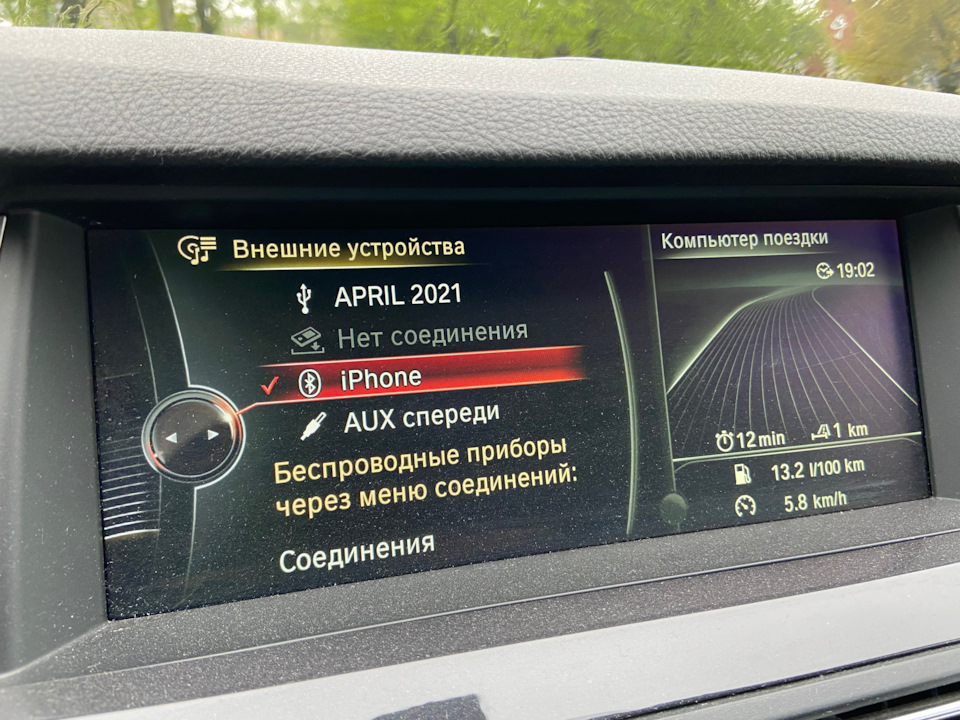 Внешние устройства
APRIL 2021
Нет соединения
iPhone
AUX спереди
Беспроводные приборы
через меню соединений:
Соединения
Компьютер поездки
19:02
12 min 1 km
13.2 l/100 km
5.8 km/h